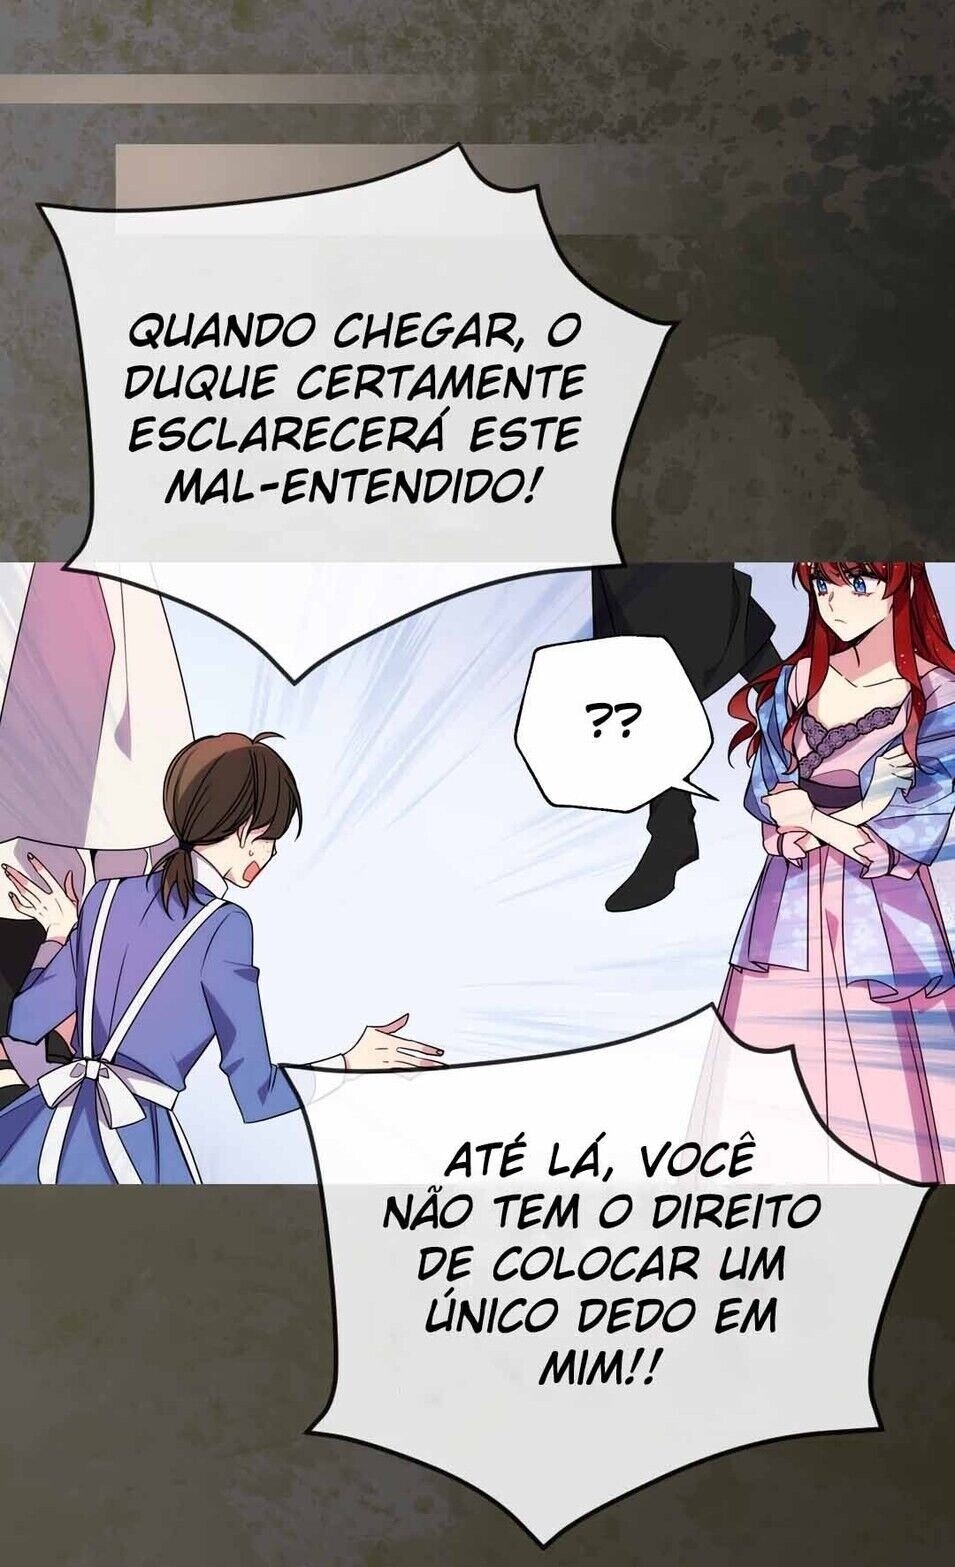 QUANDO CHEGAR, O
DUQUE CERTAMENTE
ESCLARECERÁ ESTE
MAL-ENTENDIDO!
??
ATÉ LÁ, VOCÊ
NÃO TEM O DIREITO
DE COLOCAR UM
ÚNICO DEDO EM
MIM!!